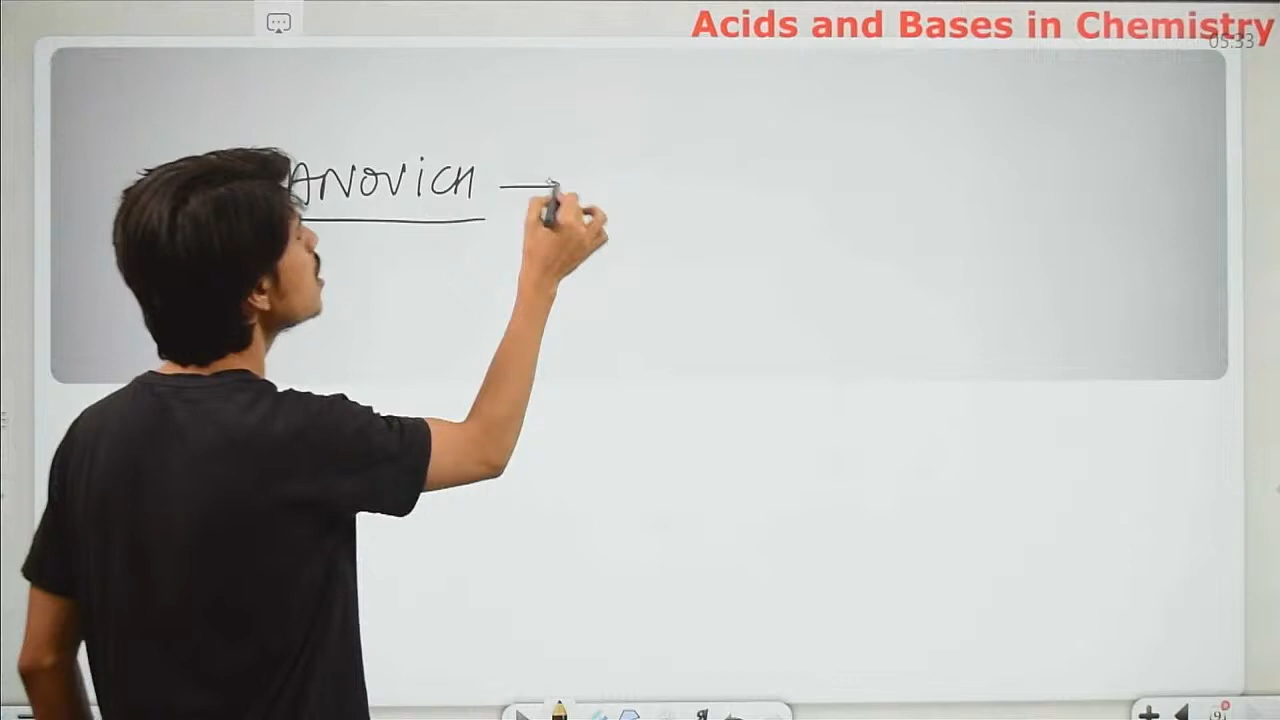 Acids and Bases in Chemistry
05:33
ANOVICH —